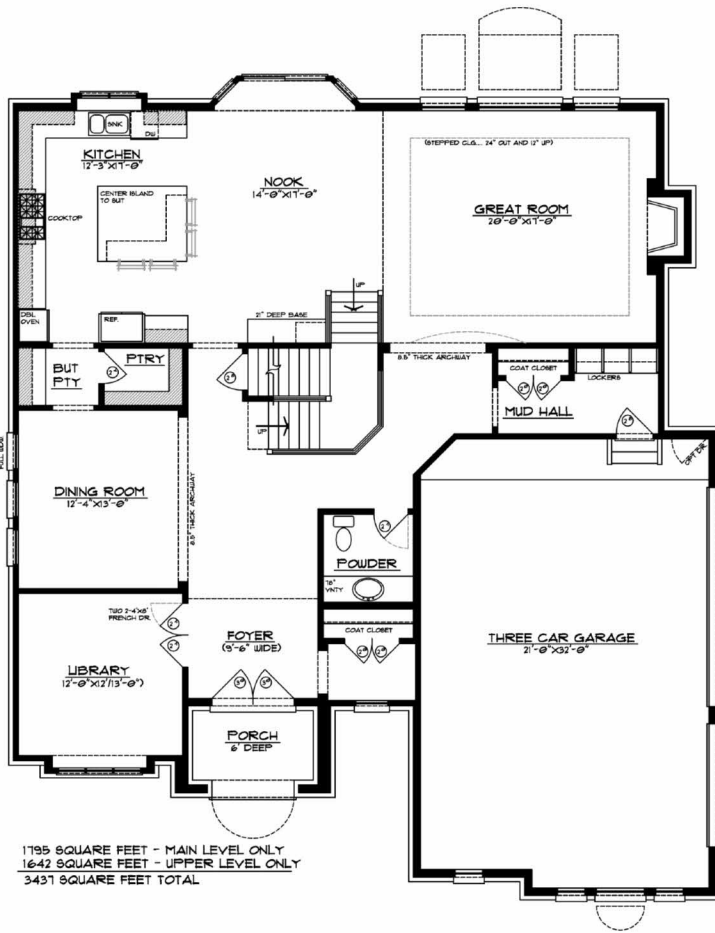 (STEPPED CLG... 24" OUT AND 12" UP)
SINK
DW
KITCHEN
12'-3"X17'-0"
NOOK
14'-0"X17'-0"
GREAT ROOM
20'-0"X17'-0"
CENTER ISLAND
TO SUIT
COOKTOP
UP
DBL
OVEN
REF.
21" DEEP BASE
8.5" THICK ARCHWAY
BUT
PTY
PTRY
COAT CLOSET
LOCKERS
MUD HALL
UP
OPT DR.
DINING ROOM
12'-4"X13'-0"
8.5" THICK ARCHWAY
POWDER
VNTY
TWO 2-4"X8"
FRENCH DR.
FOYER
(9'-6" WIDE)
COAT CLOSET
THREE CAR GARAGE
21'-0"X32'-0"
LIBRARY
12'-0"X12'/13'-0")
PORCH
6' DEEP
1795 SQUARE FEET - MAIN LEVEL ONLY
1642 SQUARE FEET - UPPER LEVEL ONLY
3437 SQUARE FEET TOTAL